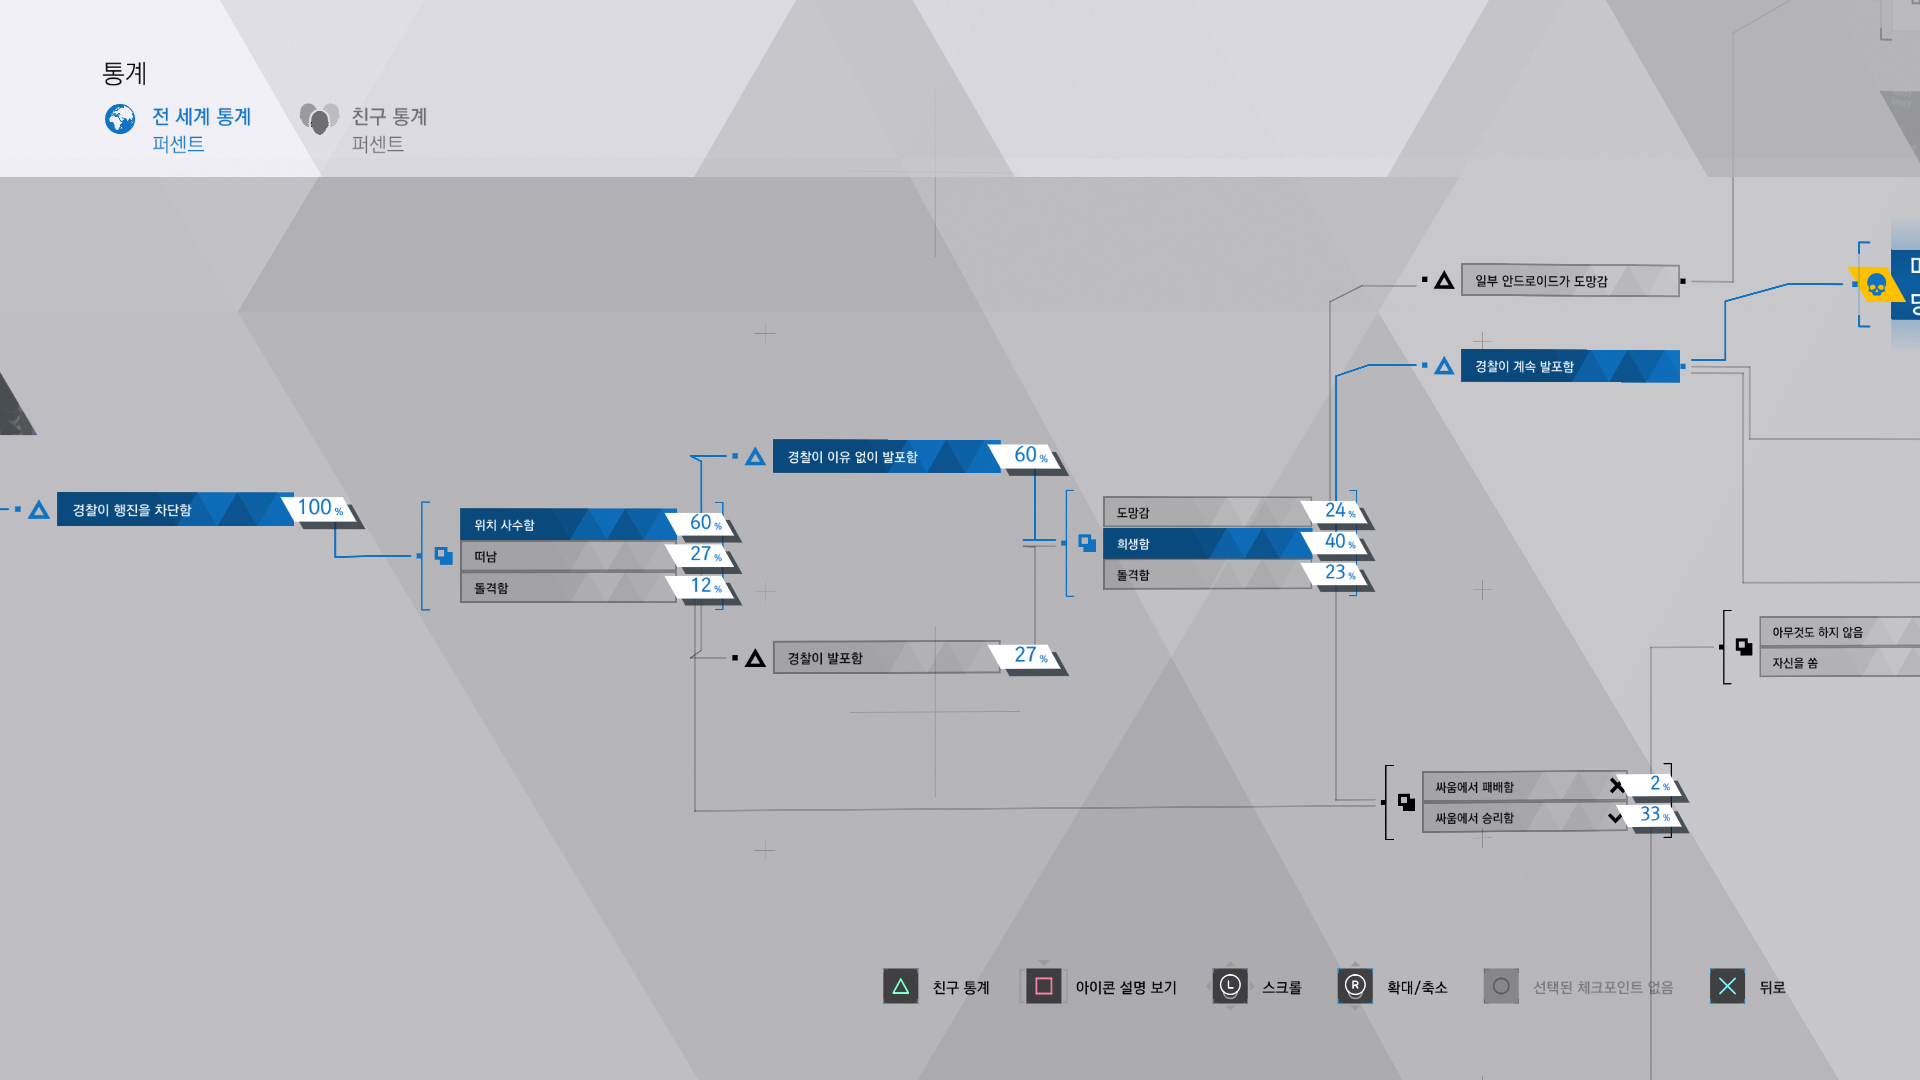 통계
전 세계 통계
퍼센트
친구 통계
퍼센트
일부 안드로이드가 도망감
경찰이 계속 발포함
경찰이 이유 없이 발포함
60%
경찰이 행진을 차단함
100%
위치 사수함
60%
떠남
27%
돌격함
12%
도망감
24%
희생함
40%
돌격함
23%
경찰이 발포함
27%
아무것도 하지 않음
자신을 쏨
싸움에서 패배함
2%
싸움에서 승리함
33%
친구 통계
아이콘 설명 보기
L
스크롤
R
확대/축소
선택된 체크포인트 없음
뒤로